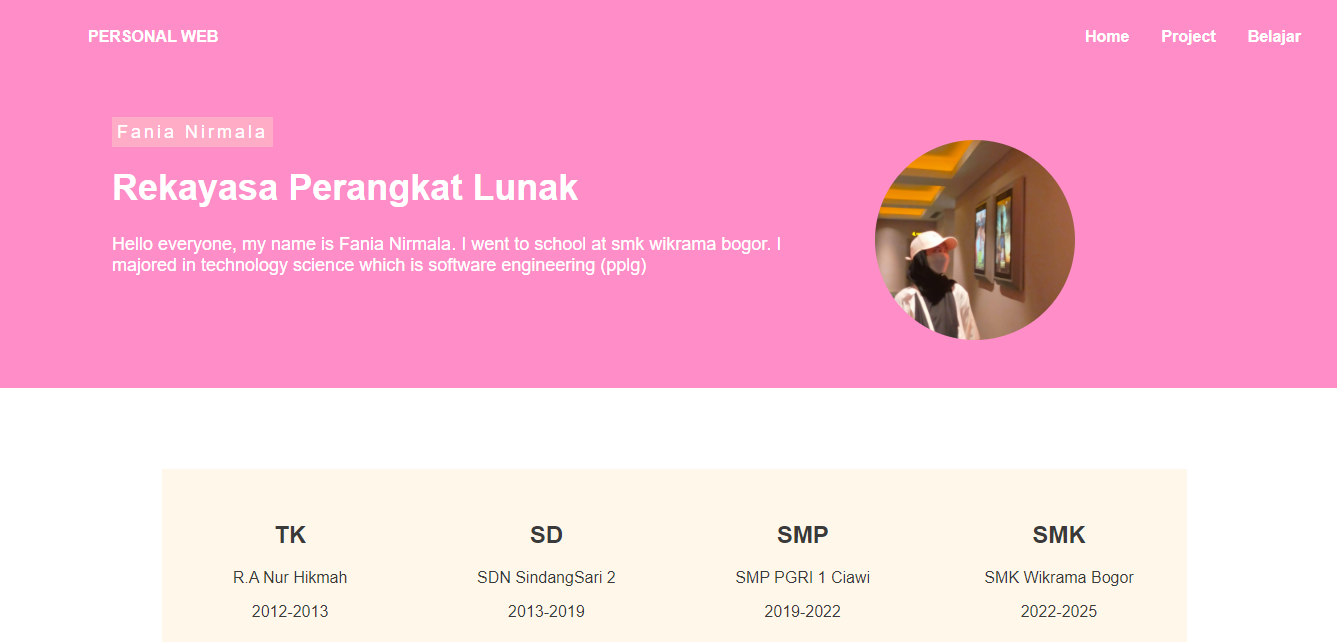 PERSONAL WEB
Home Project Belajar
Fania Nirmala
Rekayasa Perangkat Lunak
Hello everyone, my name is Fania Nirmala. I went to school at smk wikrama bogor. I
majored in technology science which is software engineering (pplg)
TK SD SMP SMK
R.A Nur Hikmah SDN SindangSari 2 SMP PGRI 1 Ciawi SMK Wikrama Bogor
2012-2013 2013-2019 2019-2022 2022-2025